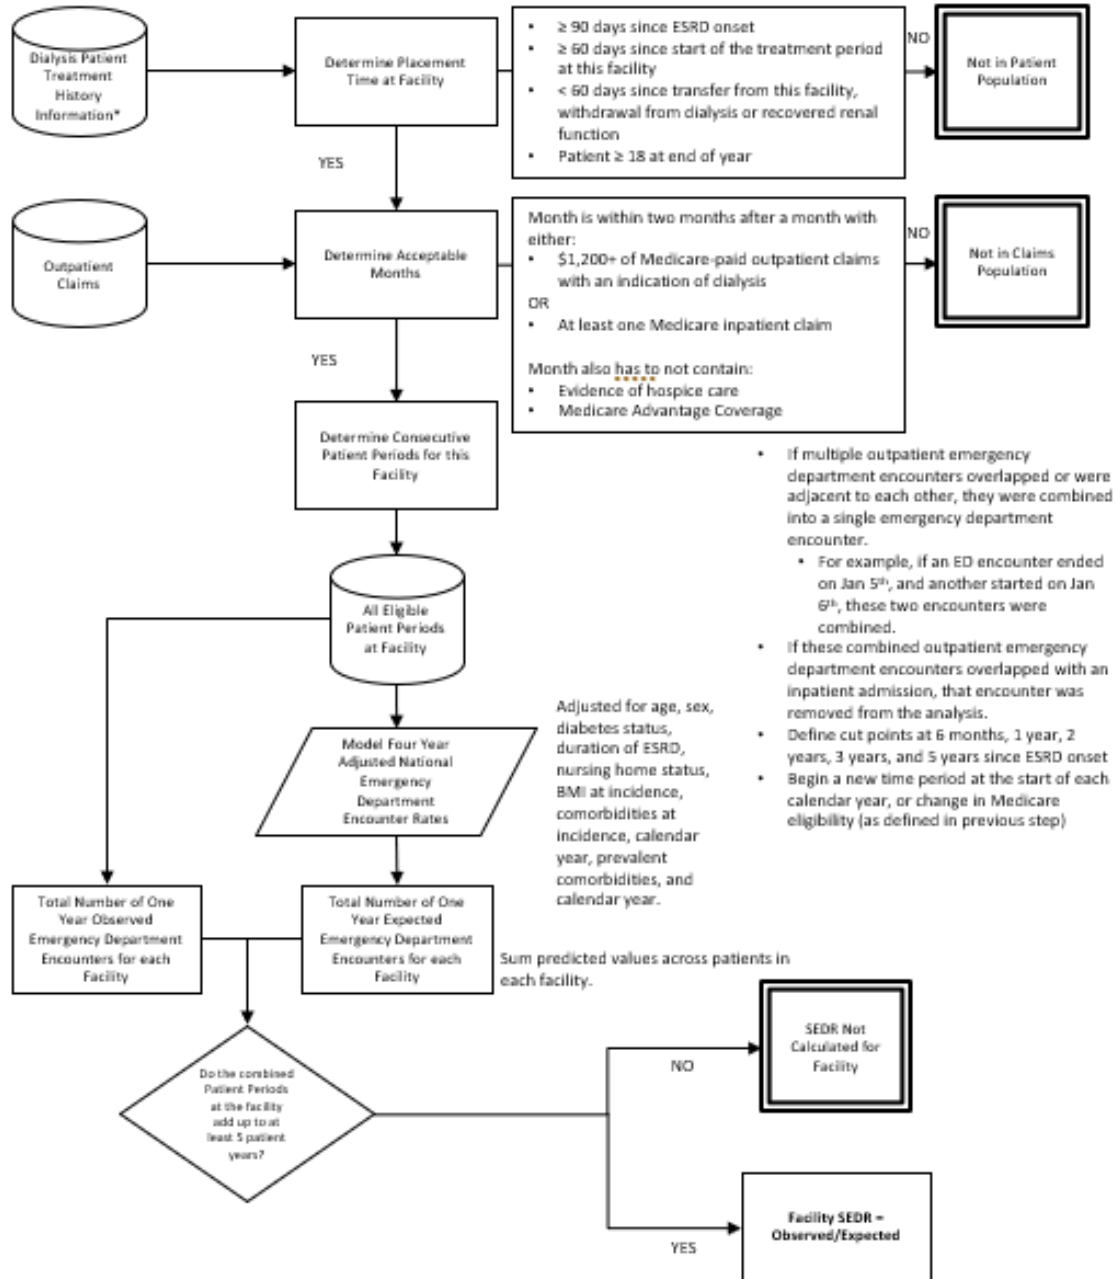 Dialysis Patient
Treatment
History
Information*
Determine Placement
Time at Facility
• ≥ 90 days since ESRD onset
• ≥ 60 days since start of the treatment period
at this facility
• < 60 days since transfer from this facility,
withdrawal from dialysis or recovered renal
function
• Patient ≥ 18 at end of year
NO
Not in Patient
Population
YES
Outpatient
Claims
Determine Acceptable
Months
Month is within two months after a month with
either:
• $1,200+ of Medicare-paid outpatient claims
with an indication of dialysis
OR
• At least one Medicare inpatient claim
Month also has to not contain:
• Evidence of hospice care
• Medicare Advantage Coverage
NO
Not in Claims
Population
YES
Determine Consecutive
Patient Periods for this
Facility
• If multiple outpatient emergency
department encounters overlapped or were
adjacent to each other, they were combined
into a single emergency department
encounter.
• For example, if an ED encounter ended
on Jan 5th, and another started on Jan
6th, these two encounters were
combined.
• If these combined outpatient emergency
department encounters overlapped with an
inpatient admission, that encounter was
removed from the analysis.
• Define cut points at 6 months, 1 year, 2
years, 3 years, and 5 years since ESRD onset
• Begin a new time period at the start of each
calendar year, or change in Medicare
eligibility (as defined in previous step)
All Eligible
Patient Periods
at Facility
Model Four Year
Adjusted National
Emergency
Department
Encounter Rates
Adjusted for age, sex,
diabetes status,
duration of ESRD,
nursing home status,
BMI at incidence,
comorbidities at
incidence, calendar
year, prevalent
comorbidities, and
calendar year.
Total Number of One
Year Observed
Emergency Department
Encounters for each
Facility
Total Number of One
Year Expected
Emergency Department
Encounters for each
Facility
Sum predicted values across patients in
each facility.
Do the combined
Patient Periods
at the facility
add up to at
least 5 patient
years?
NO
SEDR Not
Calculated for
Facility
YES
Facility SEDR =
Observed/Expected